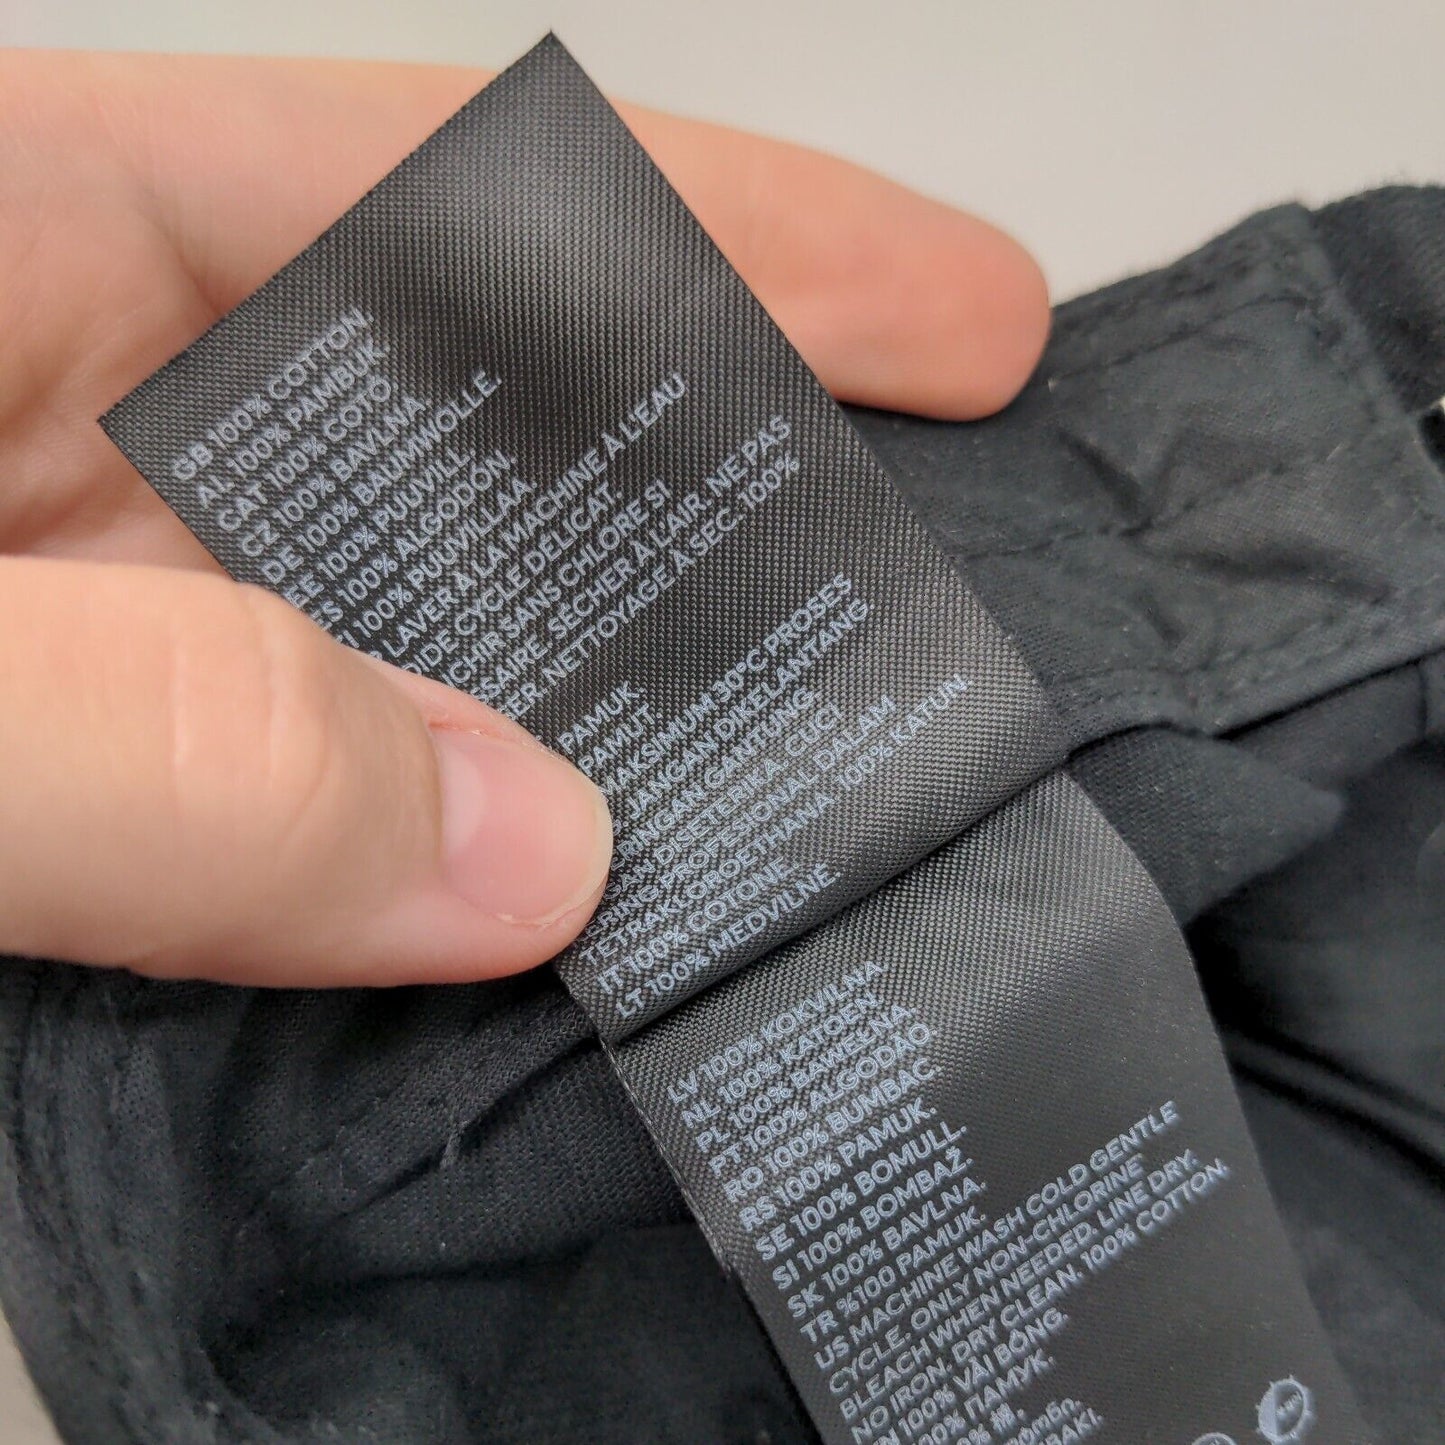 GB 100% COTTON.
AL 100% PAMBUK
CAT 100% COTÓ.
CZ 100% BAVLNA.
DE 100% BAUMWOLLE.
EE 100% PUUVILL.
ES 100% ALGODÓN.
FI 100% PUUVILLAA.
LAVER À LA MACHINE À L'EAU
CYCLE DÉLICAT.
SANS CHLORE SI
SÉCHER À L'AIR. NE PAS
NETTOYAGE À SEC. 100%
PAMUK.
PAMUT.
MAKSIMUM 30°C PROSES
JANGAN DIKELANTANG.
GANTUNG.
DISETERIKA. CUCI
PROFESIONAL DALAM
TETRAKLOROETHANA. 100% KATUN
IT 100% COTONE.
LT 100% MEDVILNĖ.
LV 100% KOKVILNA
NL 100% KATOEN
PL 100% BAWEŁNA
PT 100% ALGODÃO
RO 100% BUMBAC.
RS 100% PAMUK.
SE 100% BOMULL.
SI 100% BOMBAŽ.
SK 100% BAVLNA.
TR %100 PAMUK.
US MACHINE WASH COLD GENTLE
CYCLE. ONLY NON-CHLORINE
BLEACH WHEN NEEDED. LINE DRY.
NO IRON. DRY CLEAN. 100% COTTON.
100% VẢI BÔNG.
100% ПАМУК.
棉.